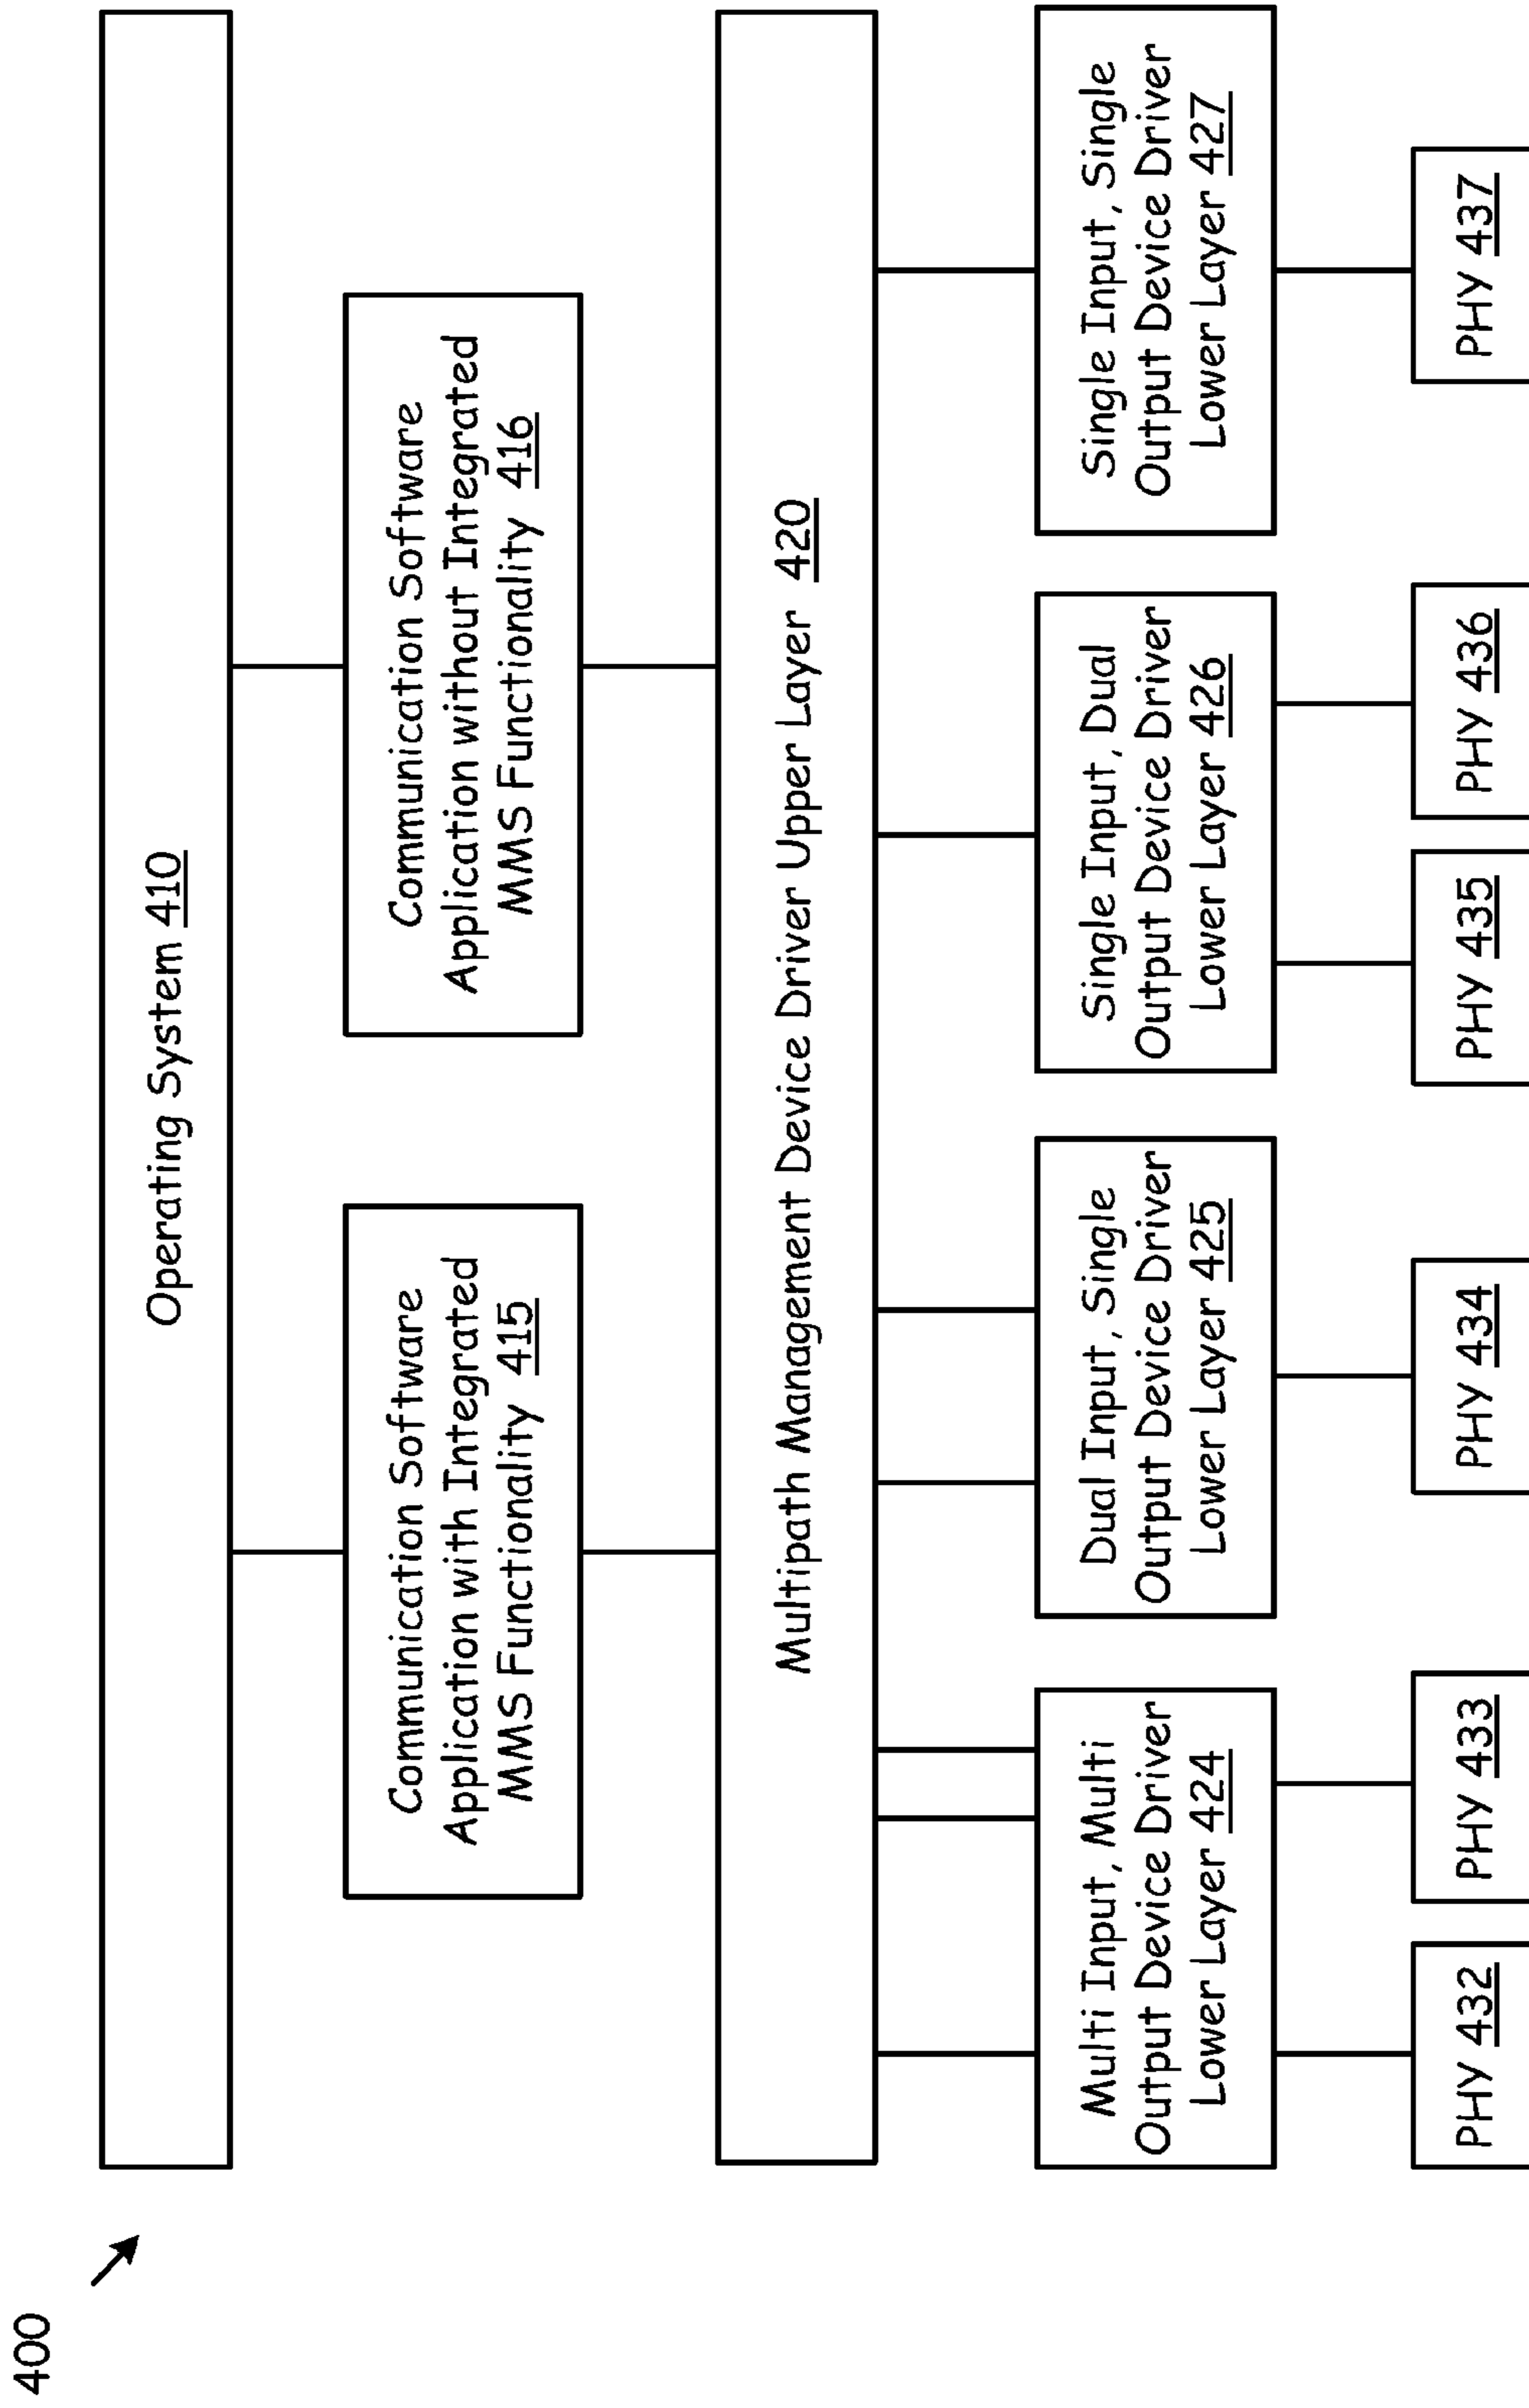 400
Operating System 410
Communication Software
Application with Integrated
MMS Functionality 415
Communication Software
Application without Integrated
MMS Functionality 416
Multipath Management Device Driver Upper Layer 420
Multi Input, Multi
Output Device Driver
Lower Layer 424
Dual Input, Single
Output Device Driver
Lower Layer 425
Single Input, Dual
Output Device Driver
Lower Layer 426
Single Input, Single
Output Device Driver
Lower Layer 427
PHY 432
PHY 433
PHY 434
PHY 435
PHY 436
PHY 437